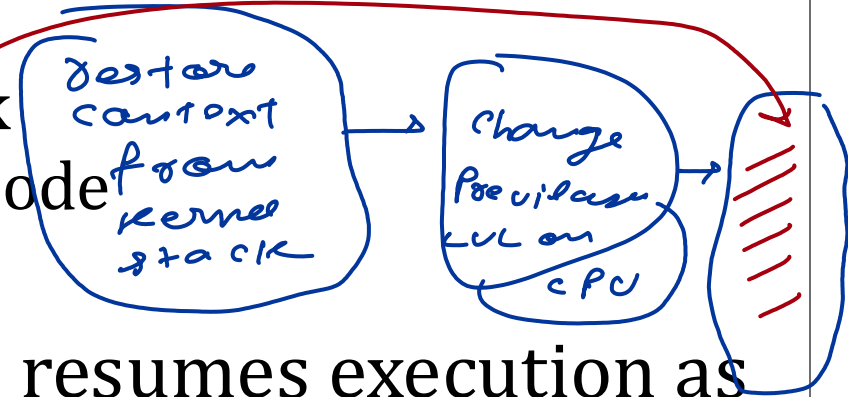 restore
context
from
kernel
stack
change
Previlage
LVL on
CPU
k
ode
resumes execution as